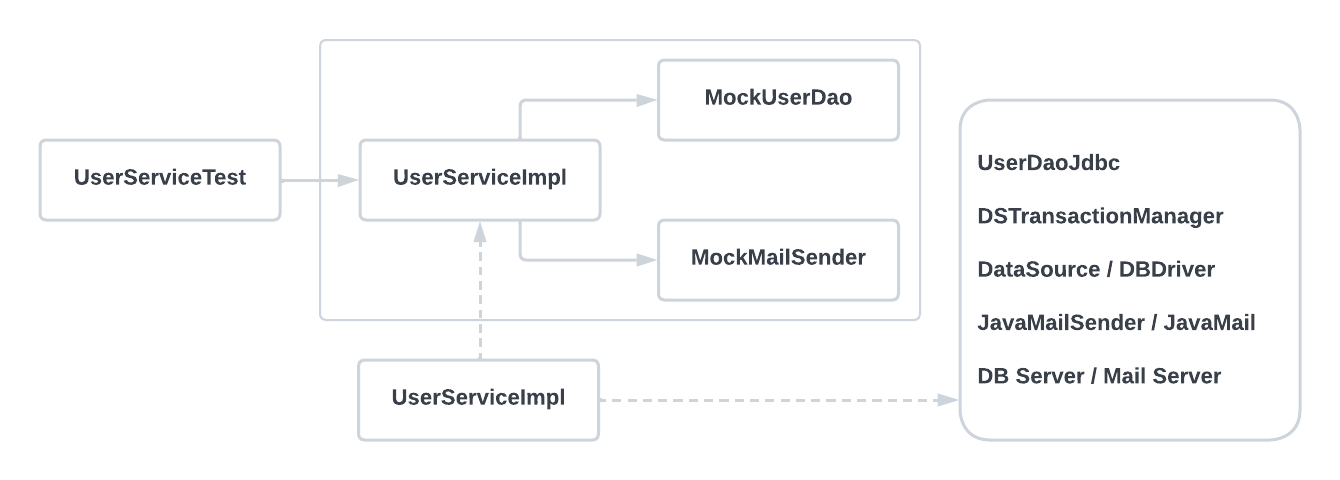 MockUserDao
UserServiceTest
UserServiceImpl
MockMailSender
UserServiceImpl
UserDaoJdbc
DSTransactionManager
DataSource / DBDriver
JavaMailSender / JavaMail
DB Server / Mail Server